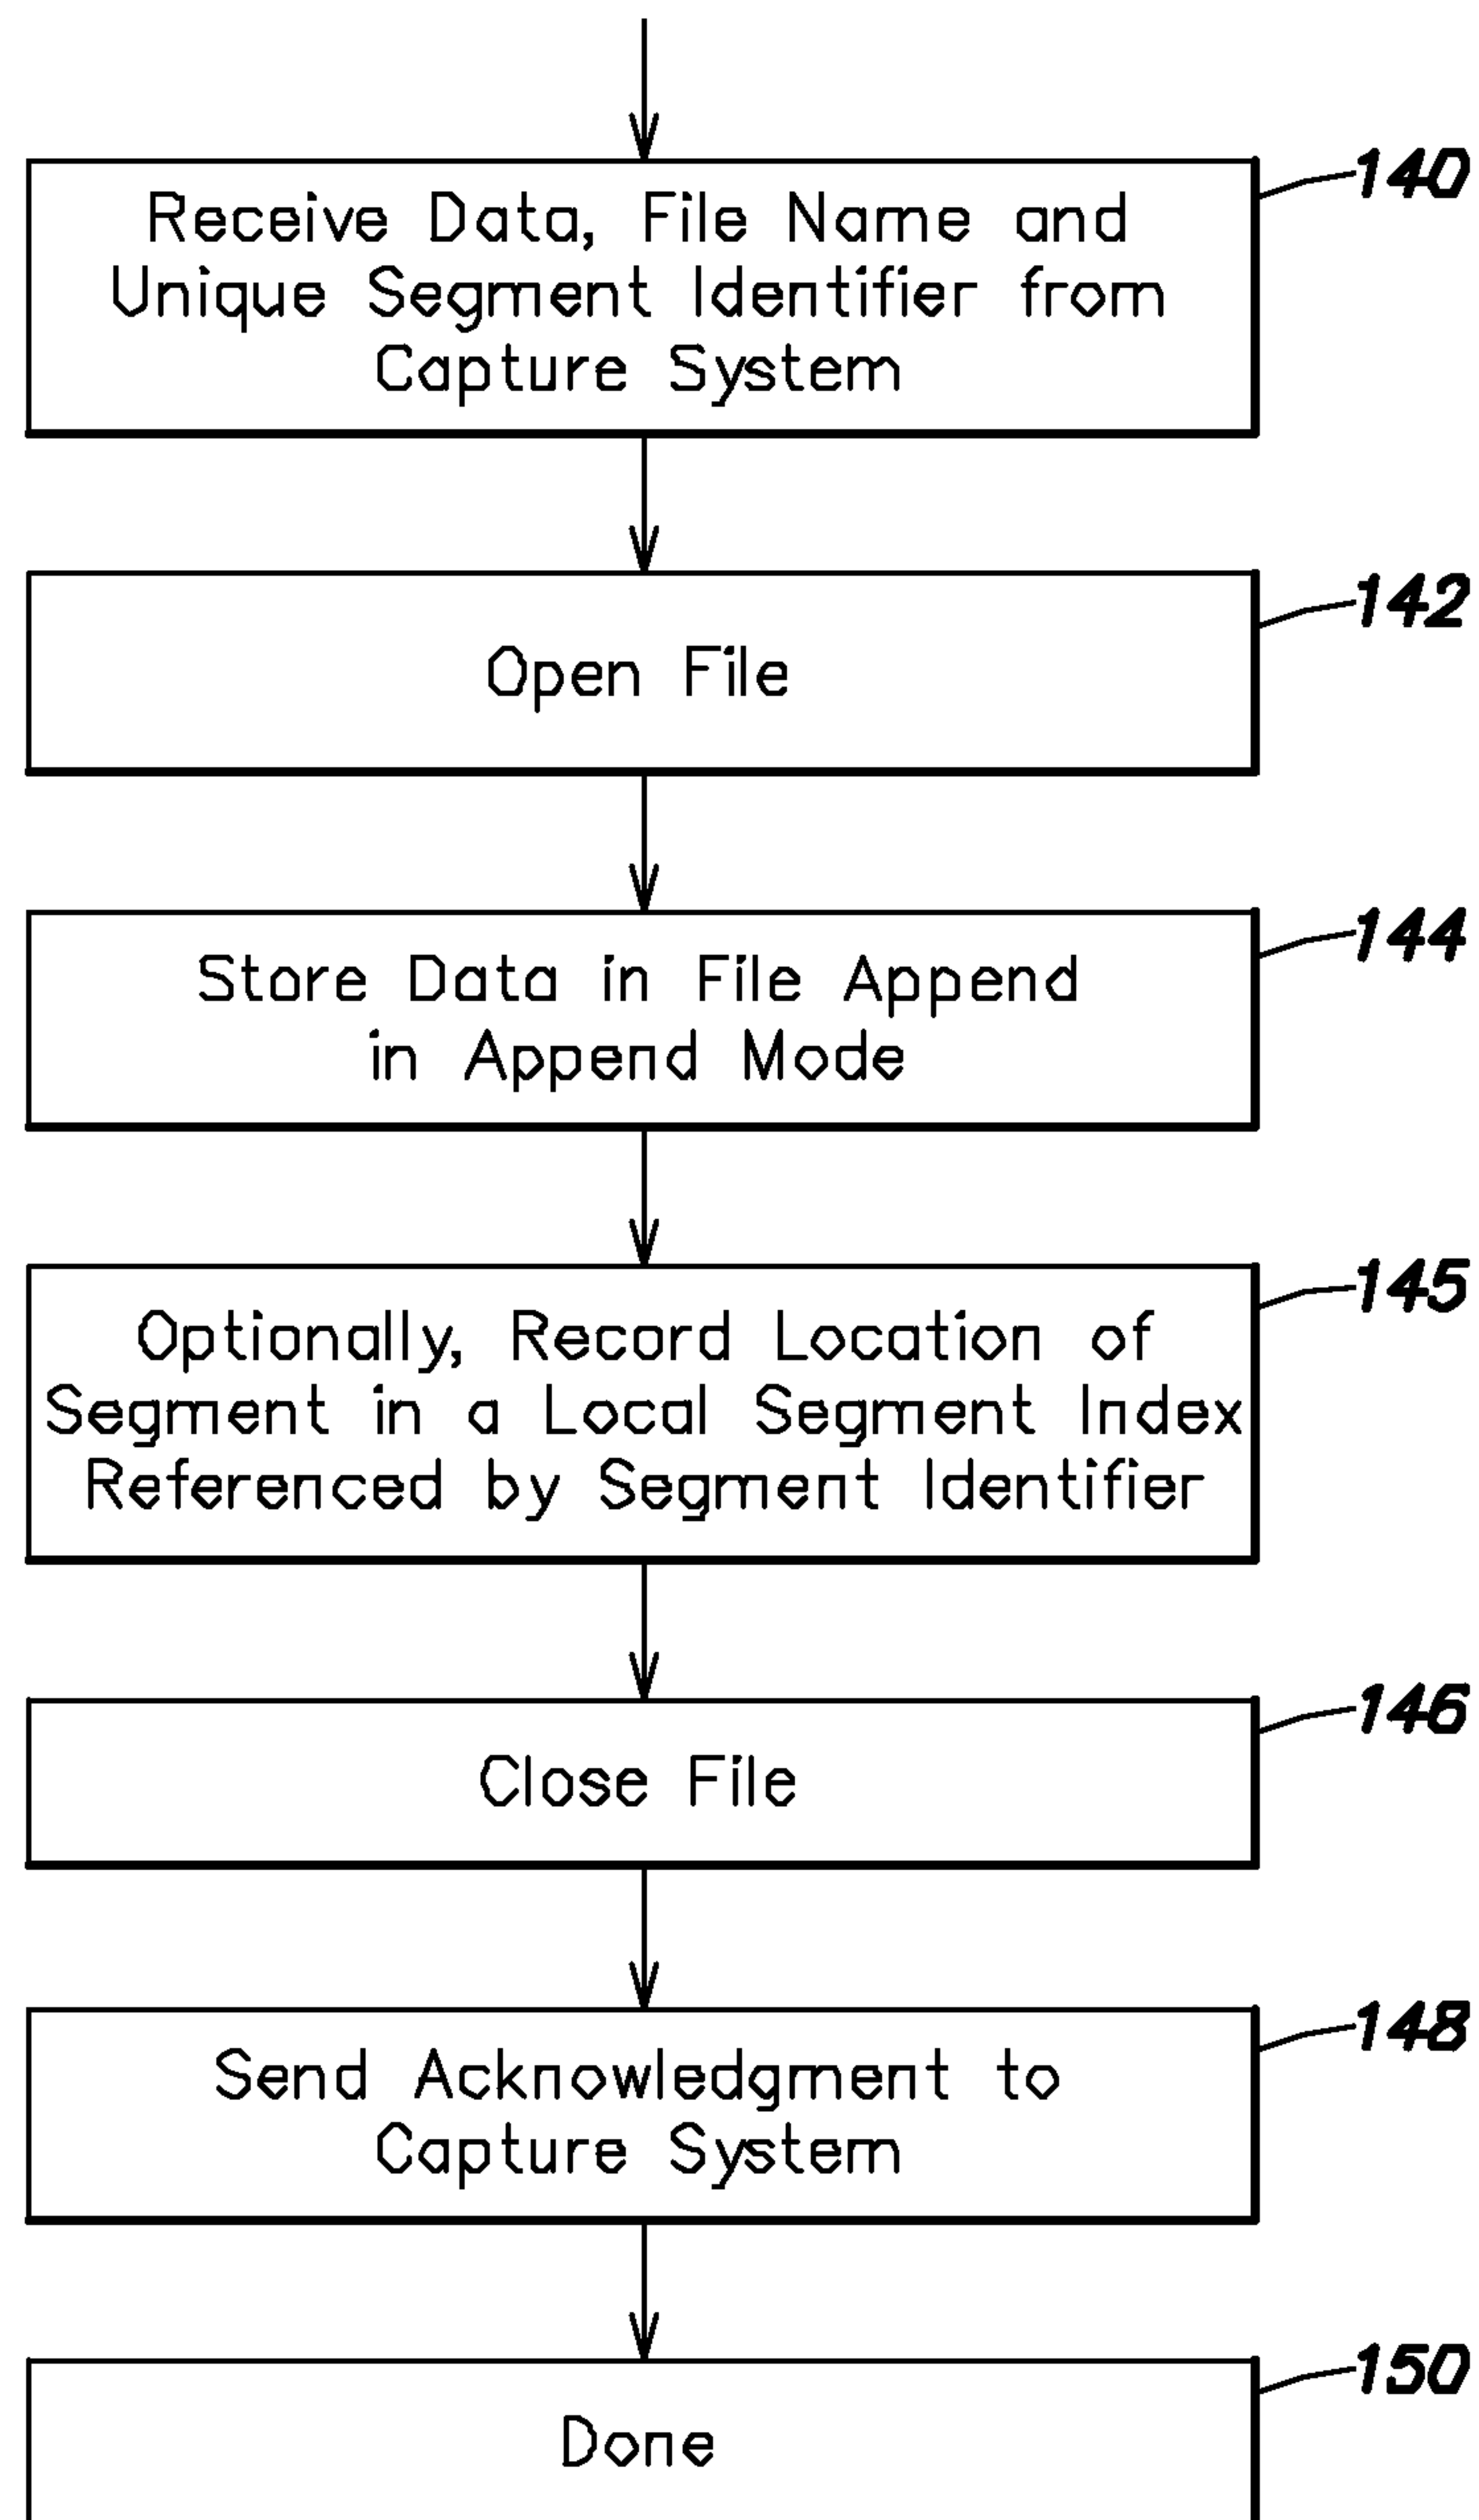 Receive Data, File Name and
Unique Segment Identifier from
Capture System
140
Open File
142
Store Data in File Append
in Append Mode
144
Optionally, Record Location of
Segment in a Local Segment Index
Referenced by Segment Identifier
145
Close File
146
Send Acknowledgment to
Capture System
148
Done
150